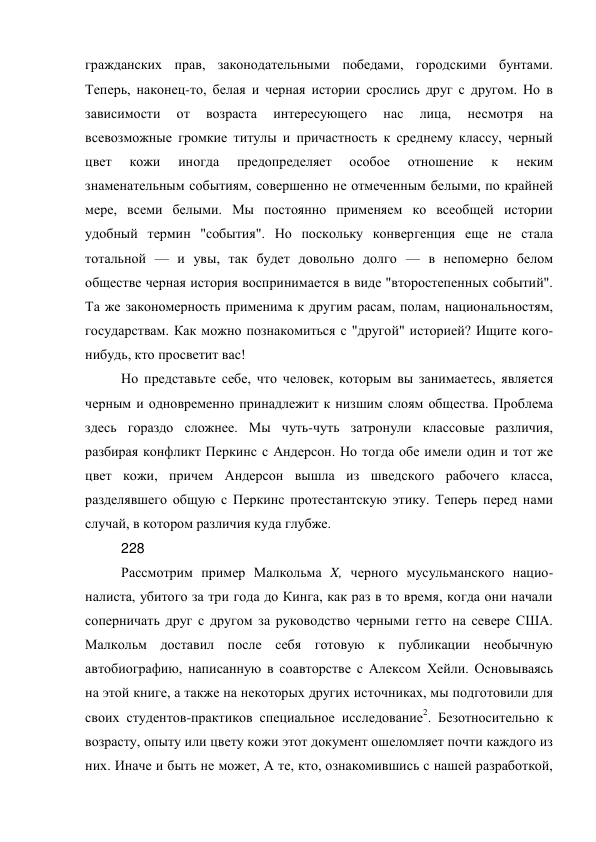 гражданских прав, законодательными победами, городскими бунтами.
Теперь, наконец-то, белая и черная истории срослись друг с другом. Но в
зависимости от возраста интересующего нас лица, несмотря на
всевозможные громкие титулы и причастность к среднему классу, черный
цвет кожи иногда предопределяет особое отношение к неким
знаменательным событиям, совершенно не отмеченным белыми, по крайней
мере, всеми белыми. Мы постоянно применяем ко всеобщей истории
удобный термин "события". Но поскольку конвергенция еще не стала
тотальной — и увы, так будет довольно долго — в непомерно белом
обществе черная история воспринимается в виде "второстепенных событий".
Та же закономерность применима к другим расам, полам, национальностям,
государствам. Как можно познакомиться с "другой" историей? Ищите кого-
нибудь, кто просветит вас!
Но представьте себе, что человек, которым вы занимаетесь, является
черным и одновременно принадлежит к низшим слоям общества. Проблема
здесь гораздо сложнее. Мы чуть-чуть затронули классовые различия,
разбирая конфликт Перкинс с Андерсон. Но тогда обе имели один и тот же
цвет кожи, причем Андерсон вышла из шведского рабочего класса,
разделявшего общую с Перкинс протестантскую этику. Теперь перед нами
случай, в котором различия куда глубже.
228
Рассмотрим пример Малкольма X, черного мусульманского нацио-
налиста, убитого за три года до Кинга, как раз в то время, когда они начали
соперничать друг с другом за руководство черными гетто на севере США.
Малкольм доставил после себя готовую к публикации необычную
автобиографию, написанную в соавторстве с Алексом Хейли. Основываясь
на этой книге, а также на некоторых других источниках, мы подготовили для
своих студентов-практиков специальное исследование2. Безотносительно к
возрасту, опыту или цвету кожи этот документ ошеломляет почти каждого из
них. Иначе и быть не может, А те, кто, ознакомившись с нашей разработкой,